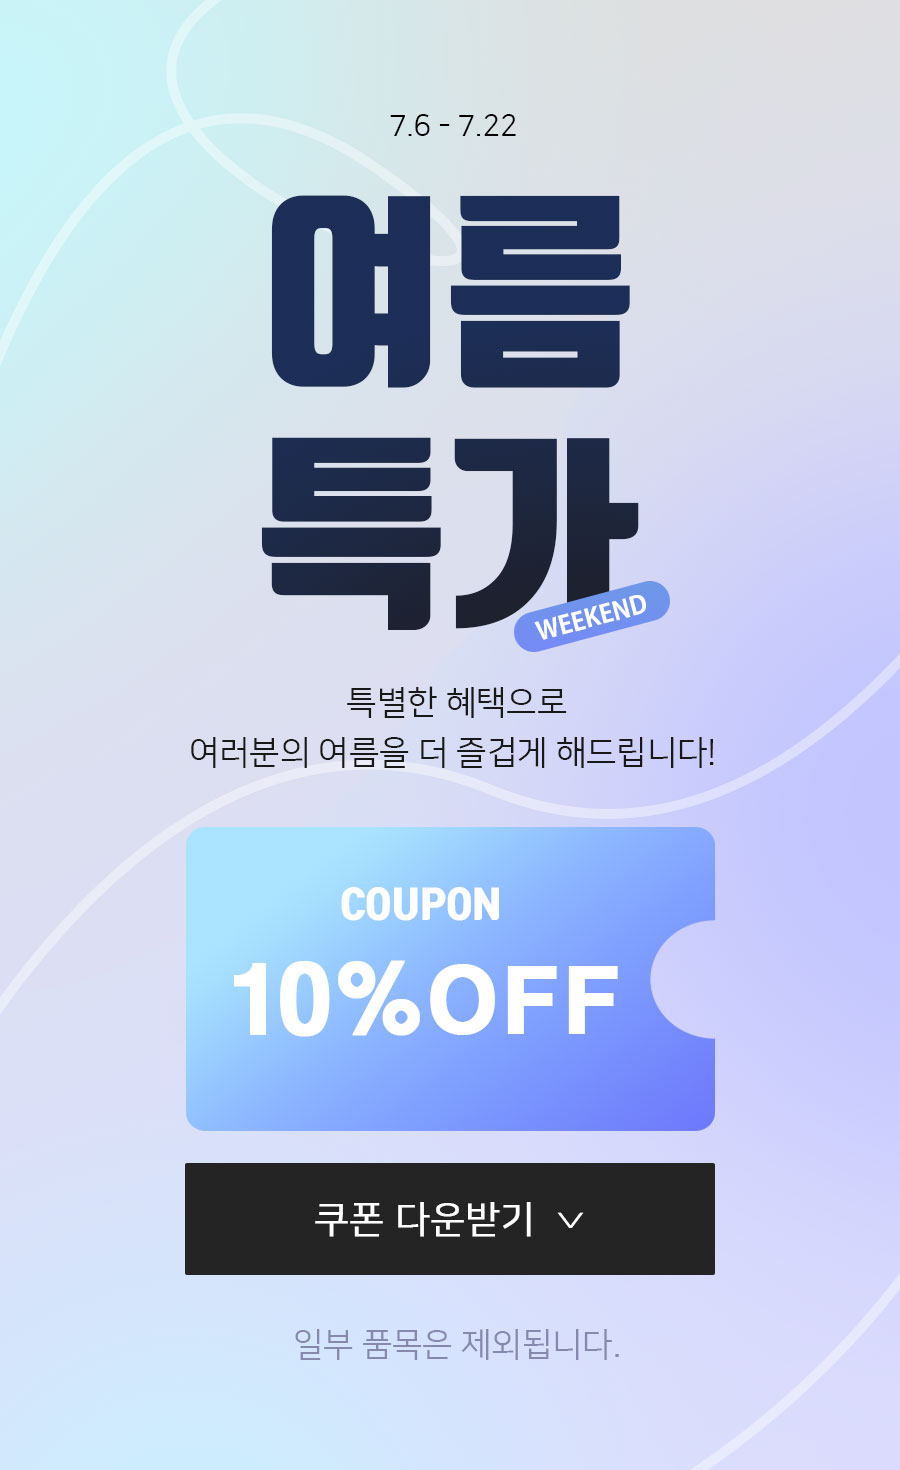 7.6 - 7.22
여름
특가
WEEKEND
특별한 혜택으로
여러분의 여름을 더 즐겁게 해드립니다!
COUPON
10%OFF
쿠폰 다운받기
일부 품목은 제외됩니다.